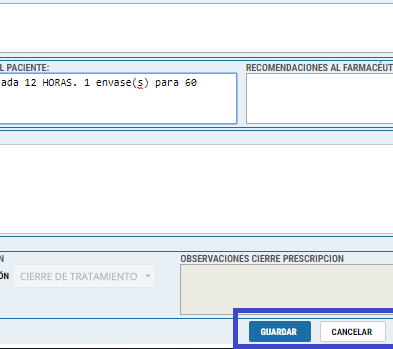 L PACIENTE:
RECOMENDACIONES AL FARMACÉUT
ada 12 HORAS. 1 envase(s) para 60
N
OBSERVACIONES CIERRE PRESCRIPCION
ÓN
CIERRE DE TRATAMIENTO
GUARDAR
CANCELAR